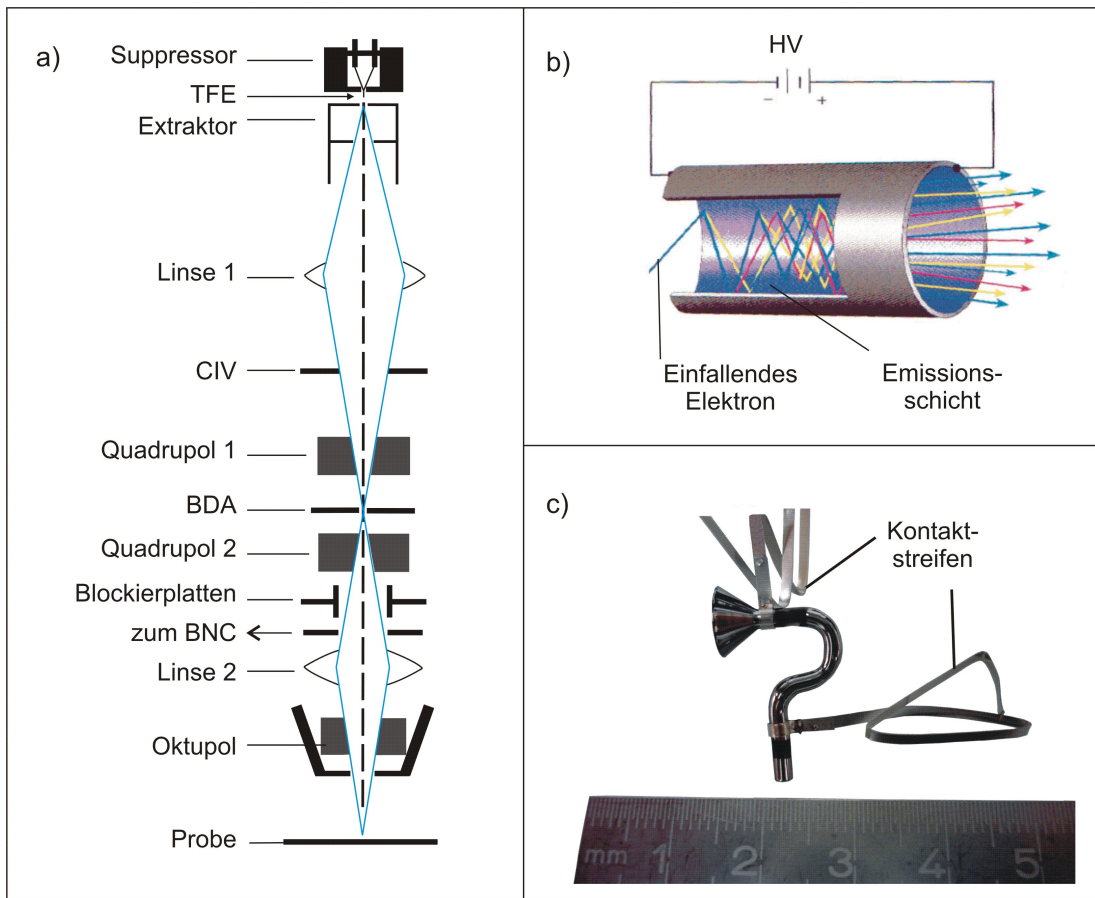 a)
Suppressor
TFE
Extraktor
Linse 1
CIV
Quadrupol 1
BDA
Quadrupol 2
Blockierplatten
zum BNC
Linse 2
Oktupol
Probe
b)
HV
− +
Einfallendes
Elektron
Emissions-
schicht
c)
Kontakt-
streifen
mm 1 2 3 4 5